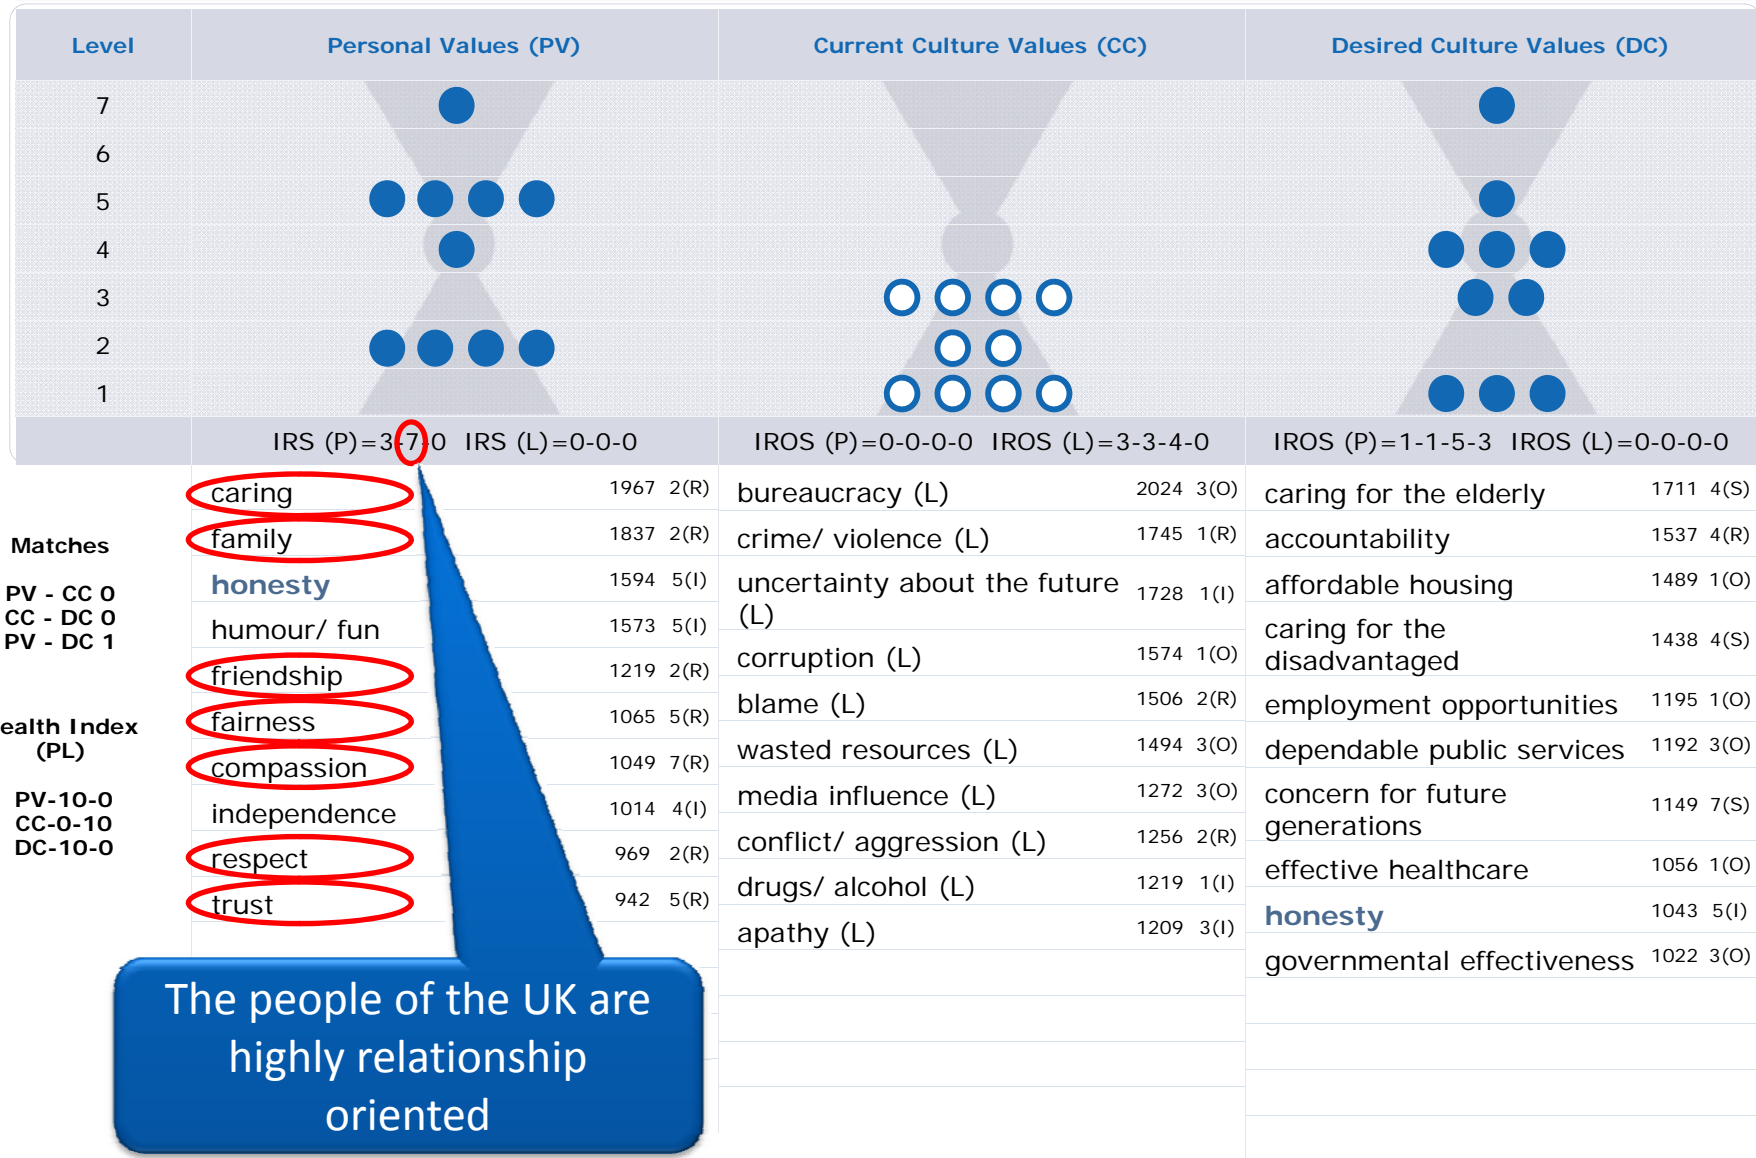 Level Personal Values (PV) Current Culture Values (CC) Desired Culture Values (DC)
7
6
5
4
3
2
1
IRS (P)=3-7-0 IRS (L)=0-0-0 IROS (P)=0-0-0-0 IROS (L)=3-3-4-0 IROS (P)=1-1-5-3 IROS (L)=0-0-0-0
Matches
PV - CC 0
CC - DC 0
PV - DC 1
ealth Index
(PL)
PV-10-0
CC-0-10
DC-10-0
caring 1967 2(R)
family 1837 2(R)
honesty 1594 5(I)
humour/ fun 1573 5(I)
friendship 1219 2(R)
fairness 1065 5(R)
compassion 1049 7(R)
independence 1014 4(I)
respect 969 2(R)
trust 942 5(R)
The people of the UK are
highly relationship
oriented
bureaucracy (L) 2024 3(O)
crime/ violence (L) 1745 1(R)
uncertainty about the future
(L) 1728 1(I)
corruption (L) 1574 1(O)
blame (L) 1506 2(R)
wasted resources (L) 1494 3(O)
media influence (L) 1272 3(O)
conflict/ aggression (L) 1256 2(R)
drugs/ alcohol (L) 1219 1(I)
apathy (L) 1209 3(I)
caring for the elderly 1711 4(S)
accountability 1537 4(R)
affordable housing 1489 1(O)
caring for the
disadvantaged 1438 4(S)
employment opportunities 1195 1(O)
dependable public services 1192 3(O)
concern for future
generations 1149 7(S)
effective healthcare 1056 1(O)
honesty 1043 5(I)
governmental effectiveness 1022 3(O)